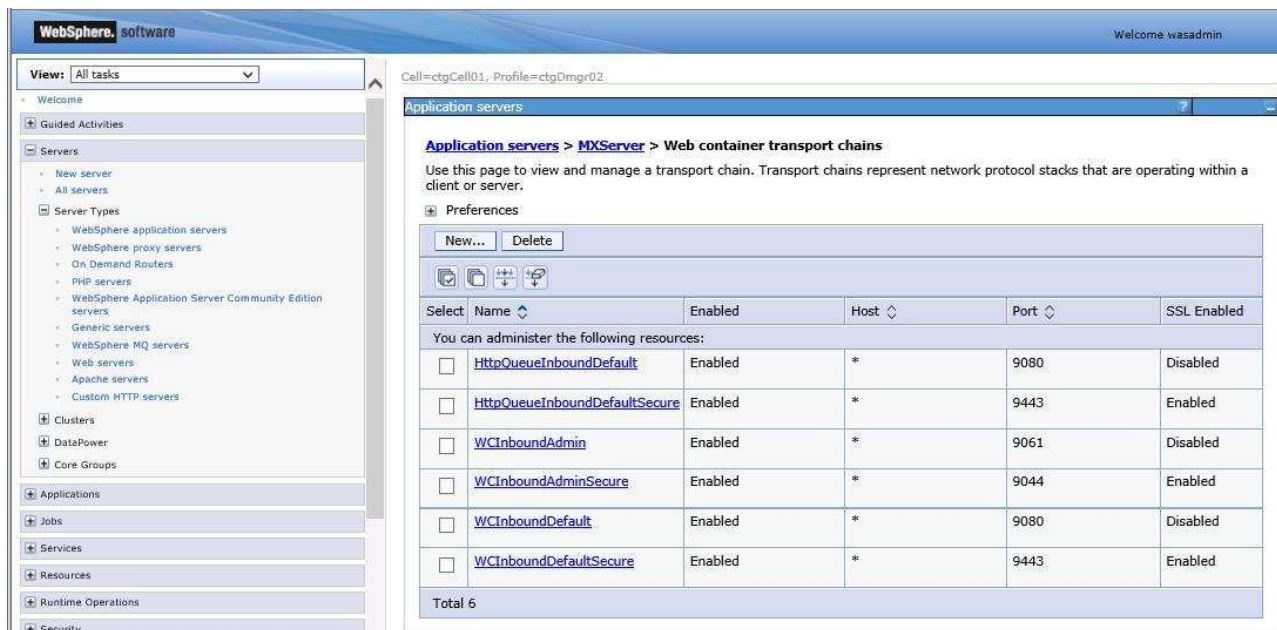 WebSphere. software
Welcome wasadmin
View: All tasks
Welcome
Guided Activities
Servers
New server
All servers
Server Types
WebSphere application servers
WebSphere proxy servers
On Demand Routers
PHP servers
WebSphere Application Server Community Edition
servers
Generic servers
WebSphere MQ servers
Web servers
Apache servers
Custom HTTP servers
Clusters
DataPower
Core Groups
Applications
Jobs
Services
Resources
Runtime Operations
Security
Cell=ctgCell01, Profile=ctgDmgr02
Application servers ? -
Application servers > MXServer > Web container transport chains
Use this page to view and manage a transport chain. Transport chains represent network protocol stacks that are operating within a
client or server.
Preferences
New... Delete
Select Name Enabled Host Port SSL Enabled
You can administer the following resources:
HttpQueueInboundDefault Enabled * 9080 Disabled
HttpQueueInboundDefaultSecure Enabled * 9443 Enabled
WCInboundAdmin Enabled * 9061 Disabled
WCInboundAdminSecure Enabled * 9044 Enabled
WCInboundDefault Enabled * 9080 Disabled
WCInboundDefaultSecure Enabled * 9443 Enabled
Total 6